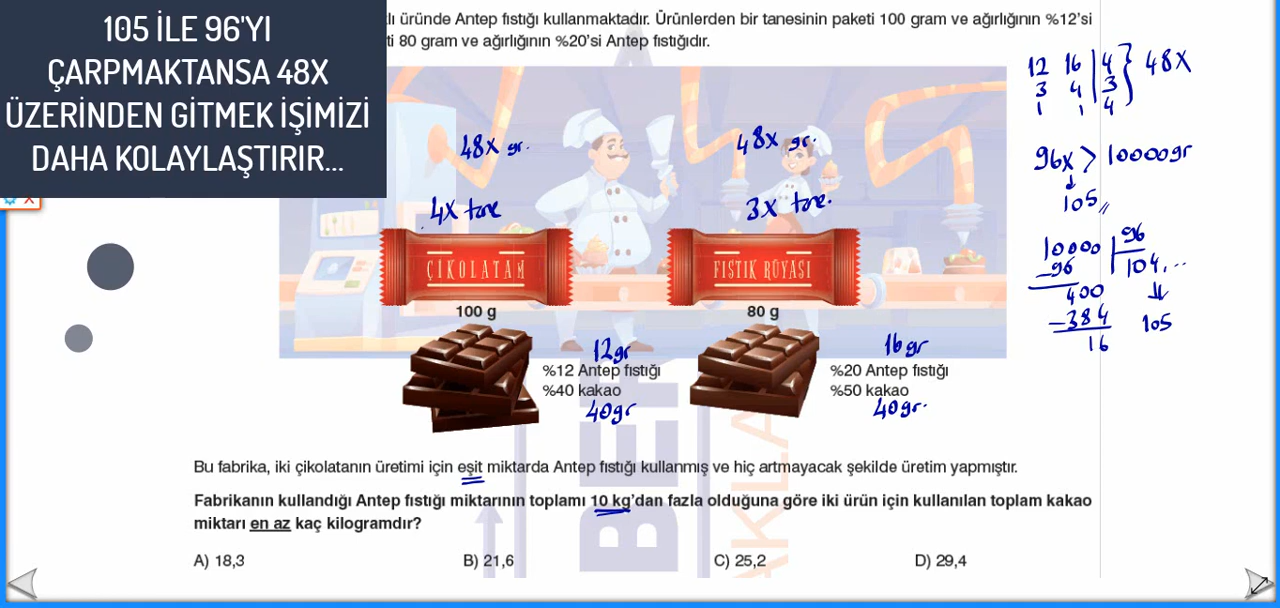 105 İLE 96'YI
ÇARPMAKTANSA 48X
ÜZERİNDEN GİTMEK İŞİMİZİ
DAHA KOLAYLAŞTIRIR...
üründe Antep fıstığı kullanmaktadır. Ürünlerden bir tanesinin paketi 100 gram ve ağırlığının %12'si
80 gram ve ağırlığının %20'si Antep fıstığıdır.
12 16 | 4 } 48X
3 4 | 3
1 1 | 4
48X gr.
48X gr.
96x > 10000gr
105
4X tane
3X tane.
ÇİKOLATAM
FISTIK RÜYASI
10000 | 96
-96 104,...
400
-384 105
16
100 g
80 g
12gr
16gr
%12 Antep fıstığı
%40 kakao
40gr
%20 Antep fıstığı
%50 kakao
40gr.
Bu fabrika, iki çikolatanın üretimi için eşit miktarda Antep fıstığı kullanmış ve hiç artmayacak şekilde üretim yapmıştır.
Fabrikanın kullandığı Antep fıstığı miktarının toplamı 10 kg'dan fazla olduğuna göre iki ürün için kullanılan toplam kakao
miktarı en az kaç kilogramdır?
A) 18,3 B) 21,6 C) 25,2 D) 29,4